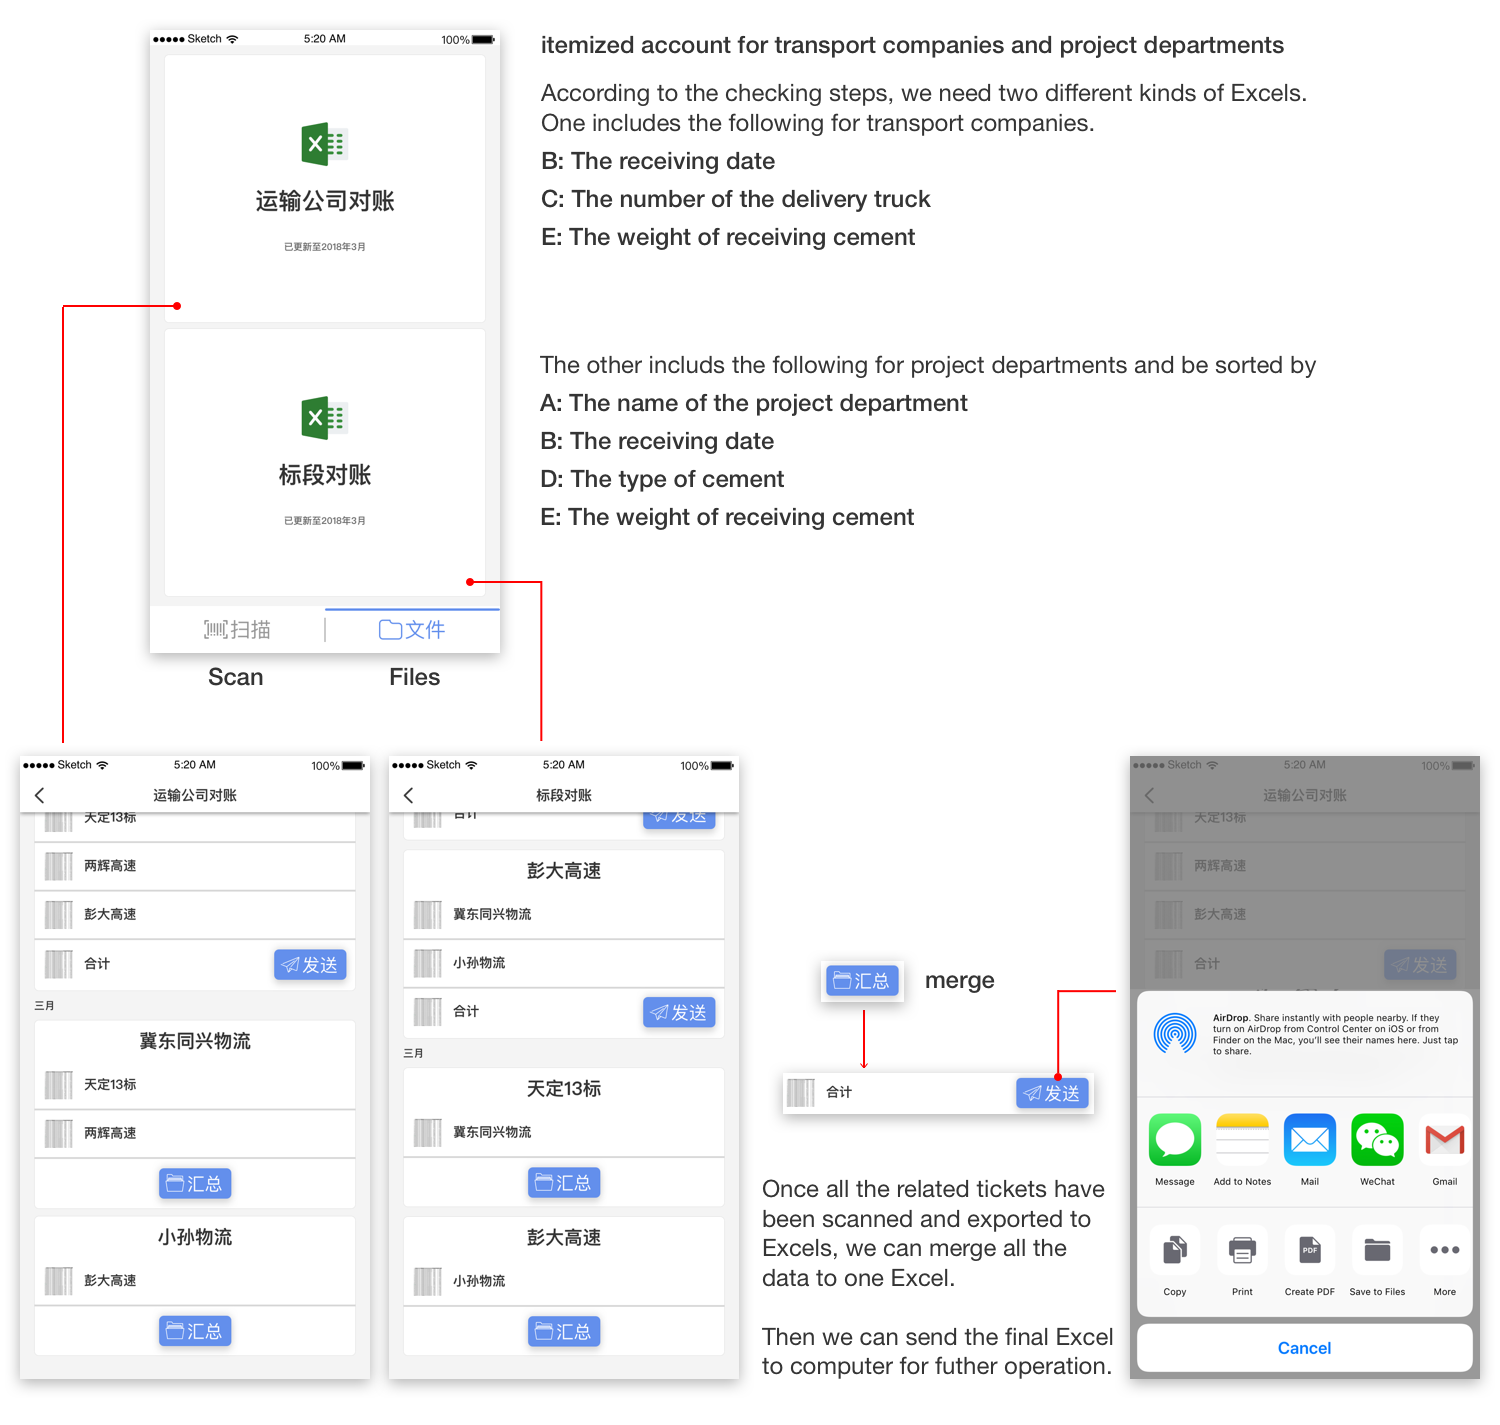 Sketch 5:20 AM 100%
运输公司对账
已更新至2018年3月
标段对账
已更新至2018年3月
扫描 文件
Scan Files
itemized account for transport companies and project departments
According to the checking steps, we need two different kinds of Excels.
One includes the following for transport companies.
B: The receiving date
C: The number of the delivery truck
E: The weight of receiving cement
The other includs the following for project departments and be sorted by
A: The name of the project department
B: The receiving date
D: The type of cement
E: The weight of receiving cement
Sketch 5:20 AM 100%
运输公司对账
天定13标
两辉高速
彭大高速
合计 发送
三月
冀东同兴物流
天定13标
两辉高速
汇总
小孙物流
彭大高速
汇总
Sketch 5:20 AM 100%
标段对账
合计 发送
彭大高速
冀东同兴物流
小孙物流
合计 发送
三月
天定13标
冀东同兴物流
汇总
彭大高速
小孙物流
汇总
汇总 merge
合计 发送
Once all the related tickets have
been scanned and exported to
Excels, we can merge all the
data to one Excel.
Then we can send the final Excel
to computer for futher operation.
Sketch 5:20 AM 100%
运输公司对账
天定13标
两辉高速
彭大高速
合计 发送
AirDrop. Share instantly with people nearby. If they
turn on AirDrop from Control Center on iOS or from
Finder on the Mac, you'll see their names here. Just tap
to share.
Message Add to Notes Mail WeChat Gmail
PDF
Copy Print Create PDF Save to Files More
Cancel